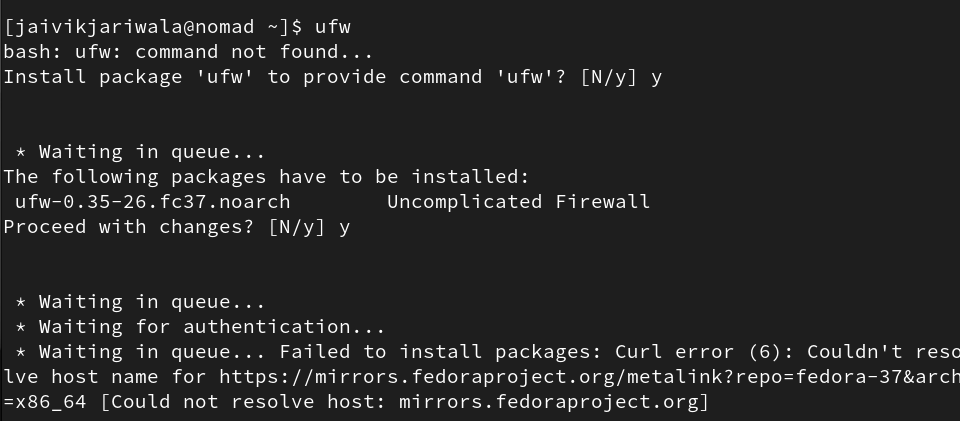 [jaivikjariwala@nomad ~]$ ufw
bash: ufw: command not found...
Install package 'ufw' to provide command 'ufw'? [N/y] y
 * Waiting in queue...
The following packages have to be installed:
 ufw-0.35-26.fc37.noarch        Uncomplicated Firewall
Proceed with changes? [N/y] y
 * Waiting in queue...
 * Waiting for authentication...
 * Waiting in queue... Failed to install packages: Curl error (6): Couldn't reso
lve host name for https://mirrors.fedoraproject.org/metalink?repo=fedora-37&arch
=x86_64 [Could not resolve host: mirrors.fedoraproject.org]